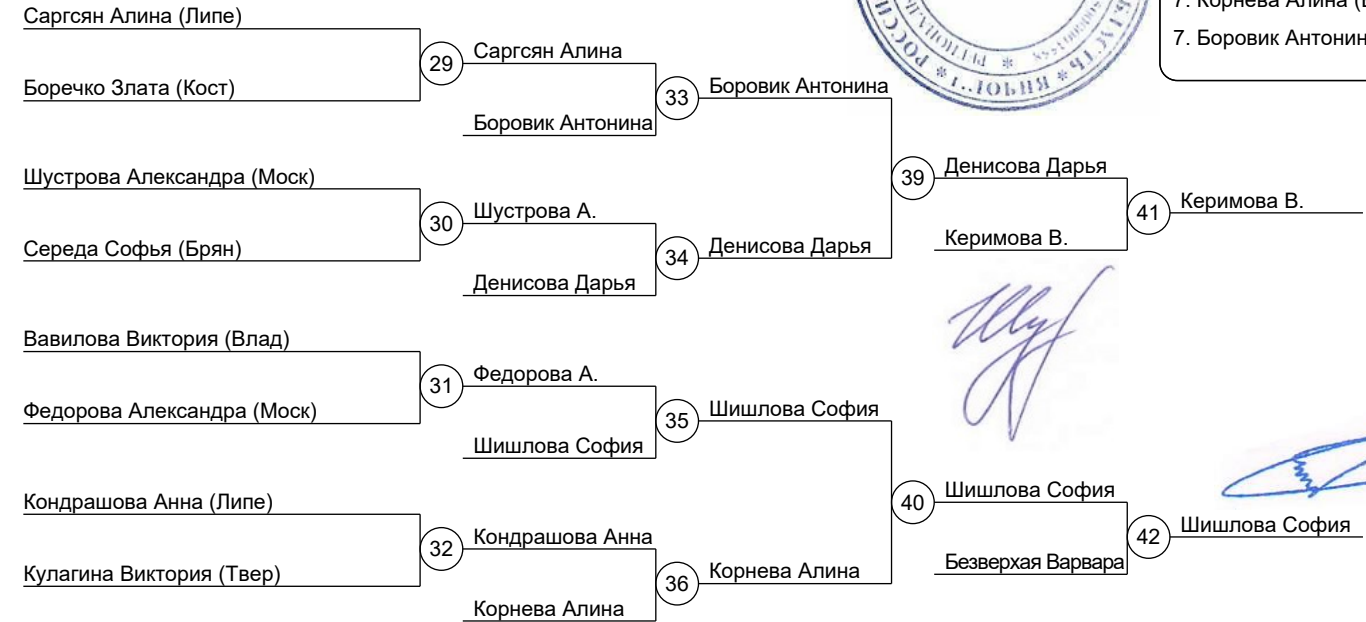 Саргсян Алина (Липе)
Боречко Злата (Кост)
29
Саргсян Алина
Боровик Антонина
33
Боровик Антонина
Шустрова Александра (Моск)
Середа Софья (Брян)
30
Шустрова А.
Денисова Дарья
34
Денисова Дарья
39
Денисова Дарья
Керимова В.
41
Керимова В.
Вавилова Виктория (Влад)
Федорова Александра (Моск)
31
Федорова А.
Шишлова София
35
Шишлова София
Кондрашова Анна (Липе)
Кулагина Виктория (Твер)
32
Кондрашова Анна
Корнева Алина
36
Корнева Алина
40
Шишлова София
Безверхая Варвара
42
Шишлова София
7. Корнева Алина
7. Боровик Антонин